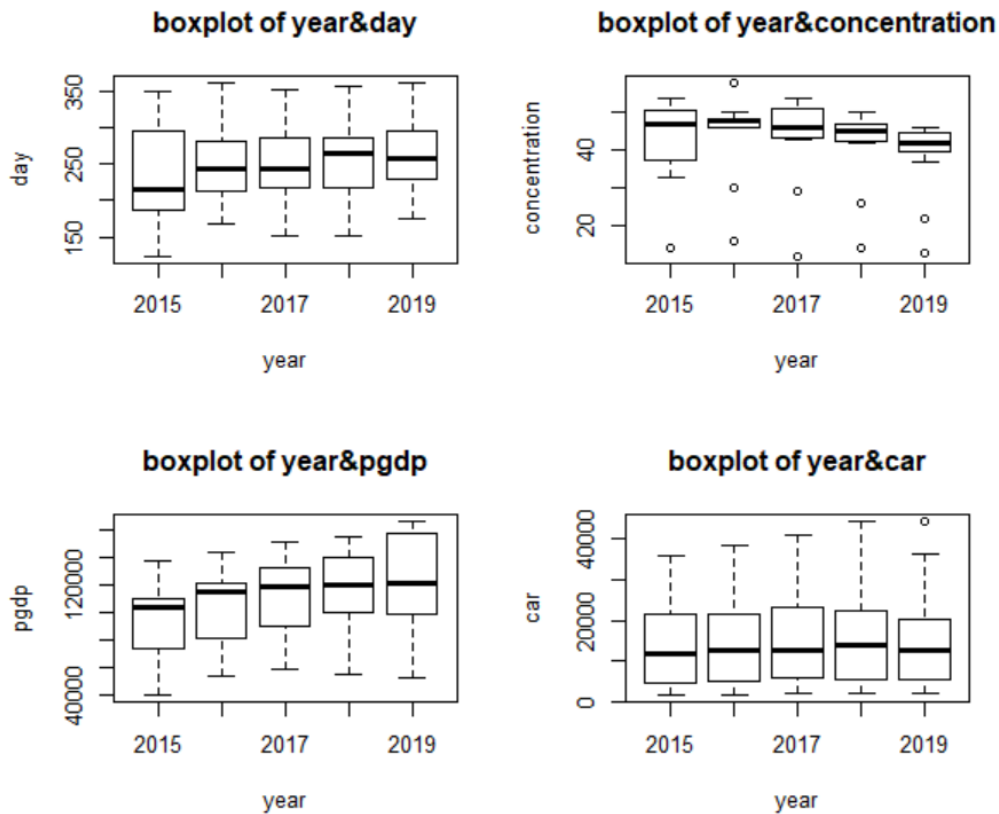 boxplot of year&day
350
250
150
day
2015 2017 2019
year
boxplot of year&concentration
40
20
concentration
2015 2017 2019
year
boxplot of year&pgdp
120000
40000
pgdp
2015 2017 2019
year
boxplot of year&car
40000
20000
0
car
2015 2017 2019
year